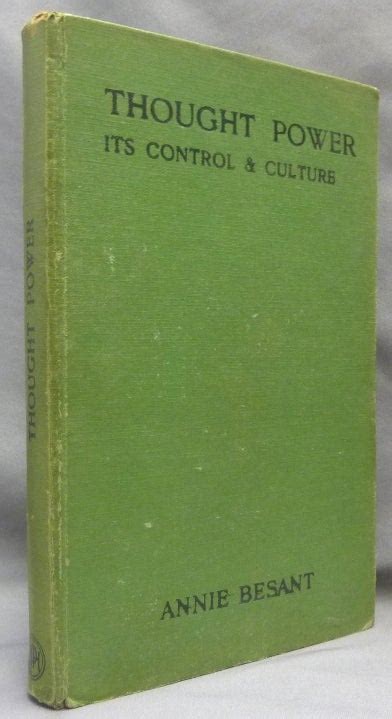 THOUGHT POWER
ITS CONTROL & CULTURE
ANNIE BESANT
THOUGHT POWER